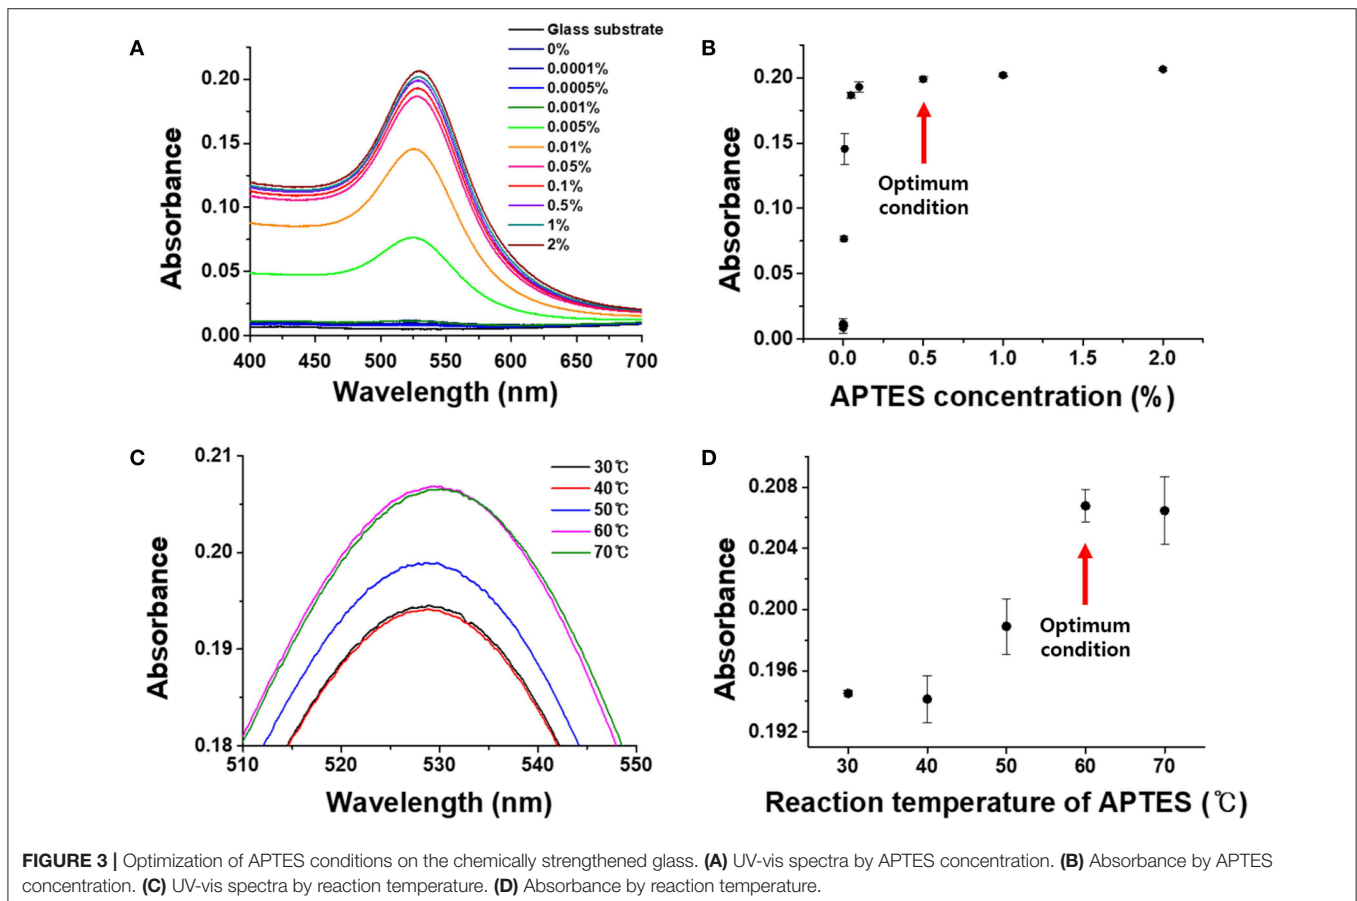 A
Glass substrate
0%
0.0001%
0.0005%
0.001%
0.005%
0.01%
0.05%
0.1%
0.5%
1%
2%
0.20
0.15
0.10
0.05
0.00
Absorbance
400 450 500 550 600 650 700
Wavelength (nm)
B
0.20
0.15
0.10
0.05
0.00
Absorbance
Optimum
condition
0.0 0.5 1.0 1.5 2.0
APTES concentration (%)
C
0.21
0.20
0.19
0.18
Absorbance
30℃
40℃
50℃
60℃
70℃
510 520 530 540 550
Wavelength (nm)
D
0.208
0.204
0.200
0.196
0.192
Absorbance
Optimum
condition
30 40 50 60 70
Reaction temperature of APTES (℃)
FIGURE 3 | Optimization of APTES conditions on the chemically strengthened glass. (A) UV-vis spectra by APTES concentration. (B) Absorbance by APTES
concentration. (C) UV-vis spectra by reaction temperature. (D) Absorbance by reaction temperature.